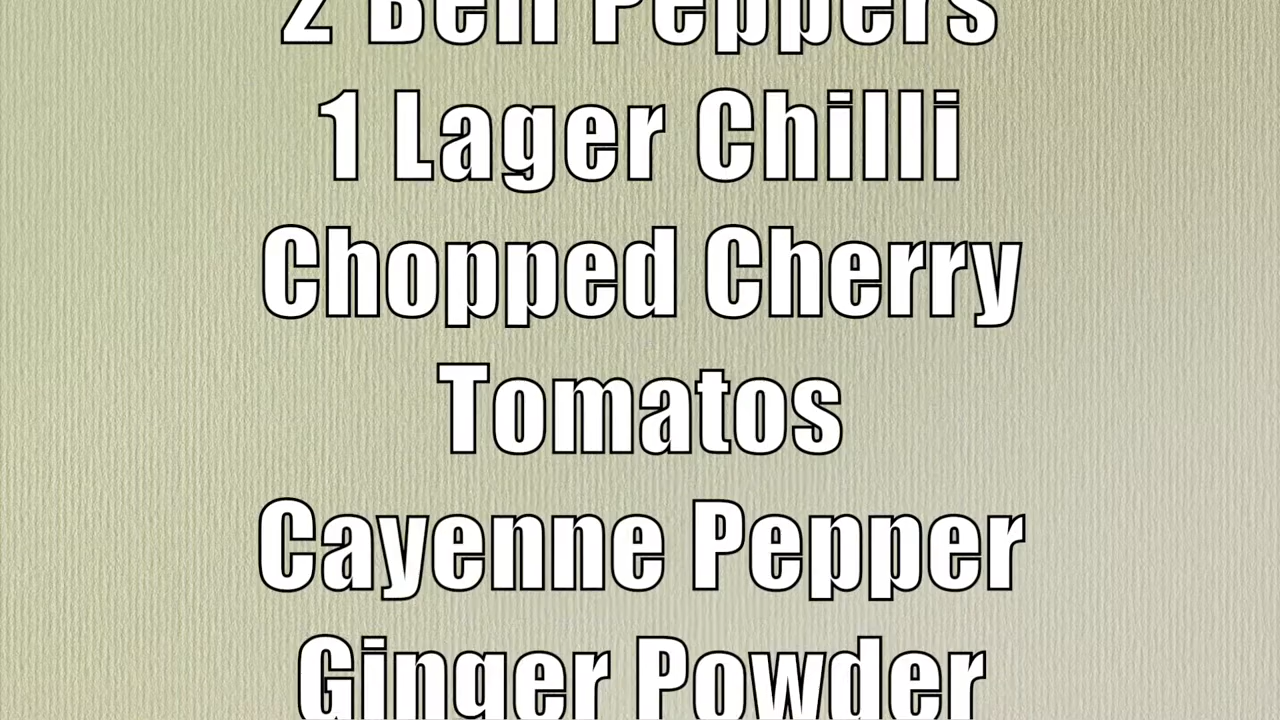 2 Bell Peppers
1 Lager Chilli
Chopped Cherry
Tomatos
Cayenne Pepper
Ginger Powder